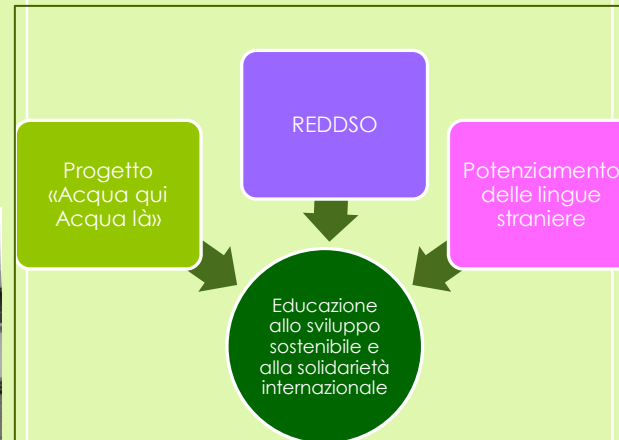 REDDSO
Progetto
«Acqua qui
Acqua là»
Potenziamento
delle lingue
straniere
Educazione
allo sviluppo
sostenibile e
alla solidarietà
internazionale